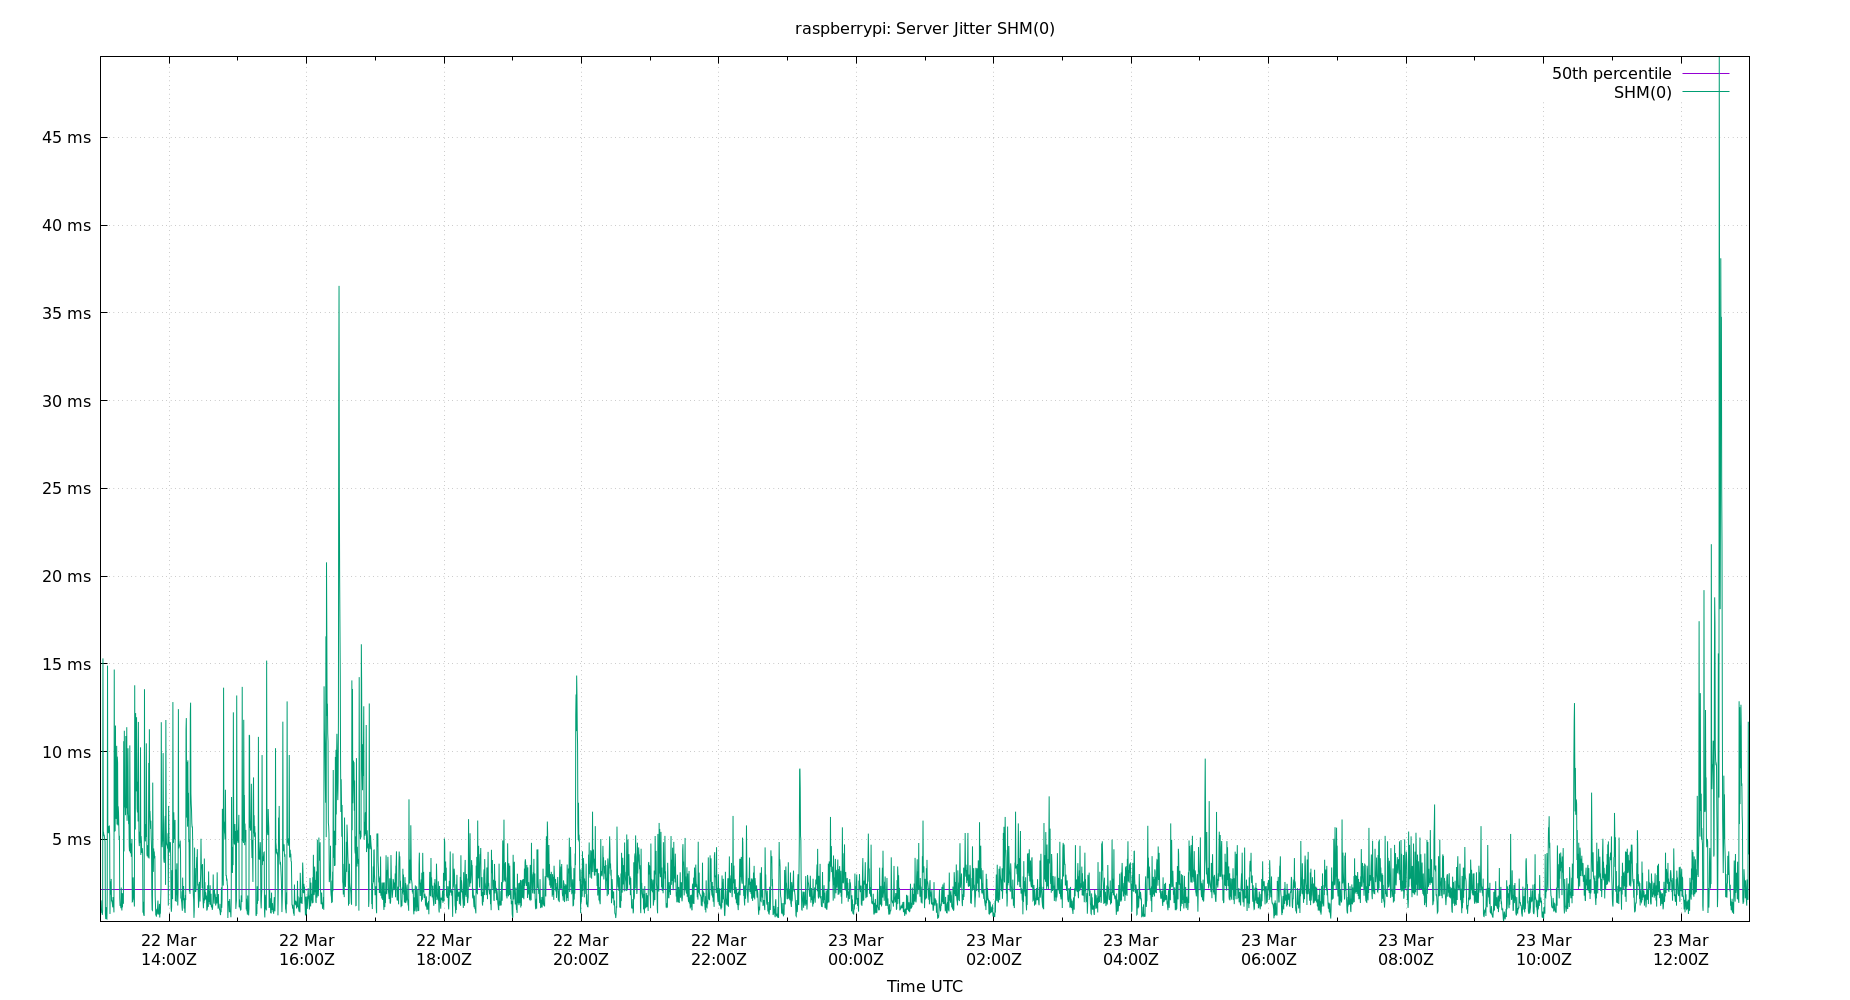 raspberrypi: Server Jitter SHM(0)
50th percentile
SHM(0)
45 ms
40 ms
35 ms
30 ms
25 ms
20 ms
15 ms
10 ms
5 ms
22 Mar 22 Mar 22 Mar 22 Mar 22 Mar 23 Mar 23 Mar 23 Mar 23 Mar 23 Mar 23 Mar 23 Mar
14:00Z 16:00Z 18:00Z 20:00Z 22:00Z 00:00Z 02:00Z 04:00Z 06:00Z 08:00Z 10:00Z 12:00Z
Time UTC